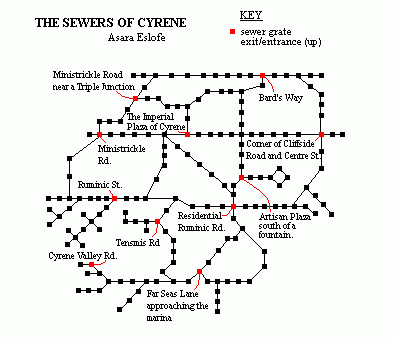 THE SEWERS OF CYRENE
Asara Eslofe
KEY
sewer grate
exit/entrance (up)
Ministrickle Road
near a Triple Junction
Bard's Way
The Imperial
Plaza of Cyrene
Ministrickle
Rd.
Corner of Cliffside
Road and Centre St.
Ruminic St.
Residential
Ruminic Rd.
Artisan Plaza
south of a
fountain.
Tensmis Rd
Cyrene Valley Rd.
Far Seas Lane
approaching the
marina